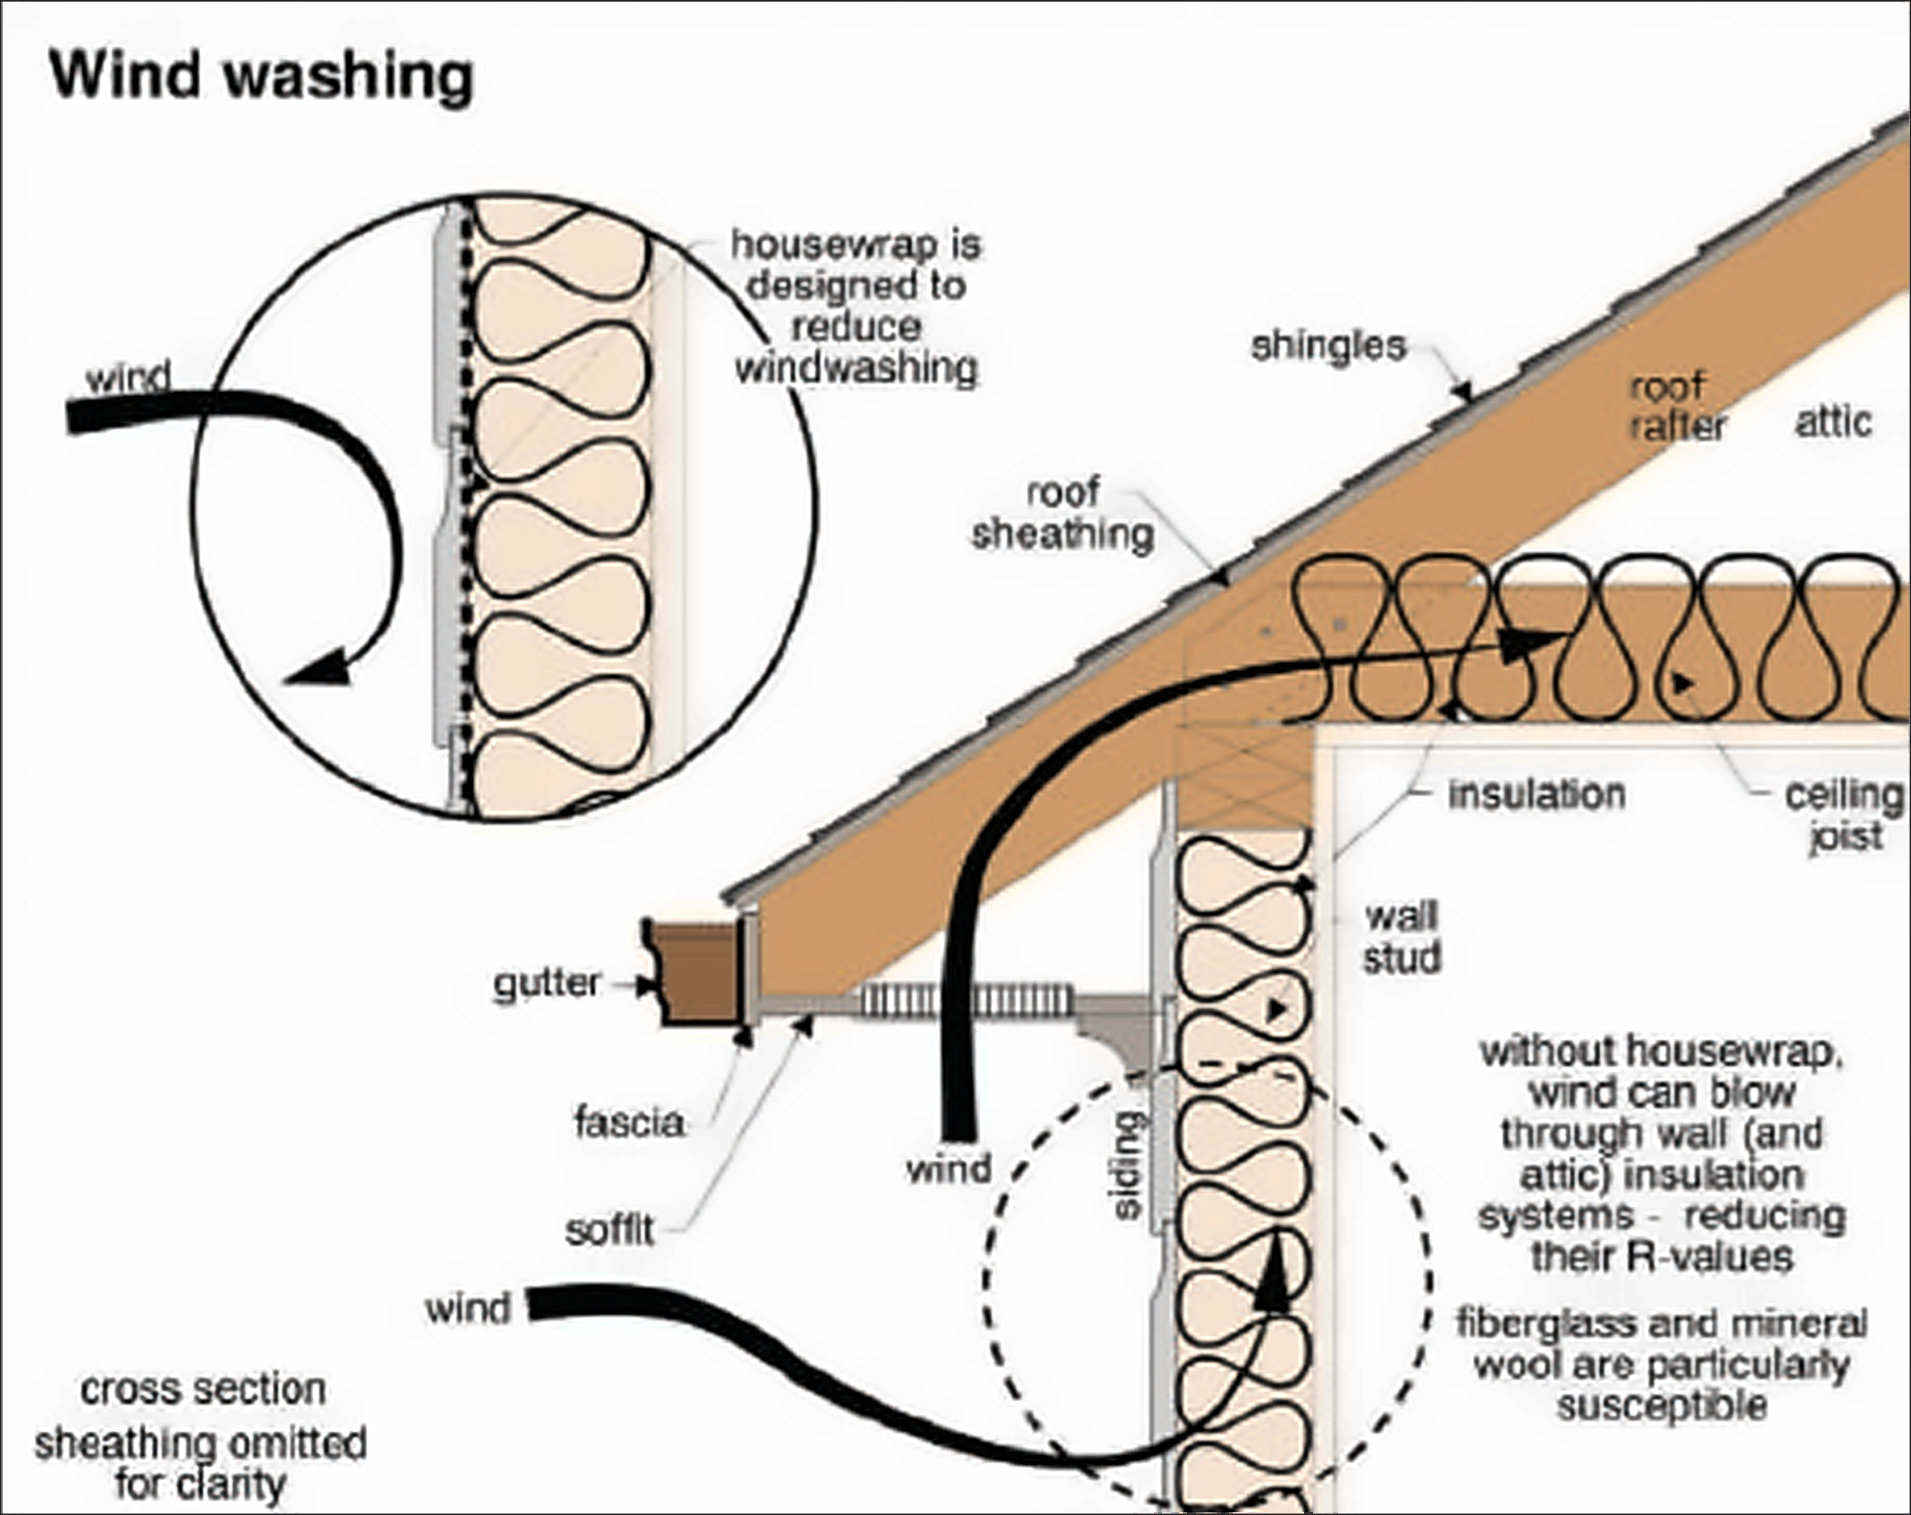 Wind washing
housewrap is
designed to
reduce
windwashing
wind
shingles
roof
rafter
attic
roof
sheathing
insulation
ceiling
joist
wall
stud
gutter
fascia
wind
siding
soffit
wind
without housewrap,
wind can blow
through wall (and
attic) insulation
systems - reducing
their R-values
fiberglass and mineral
wool are particularly
susceptible
cross section
sheathing omitted
for clarity